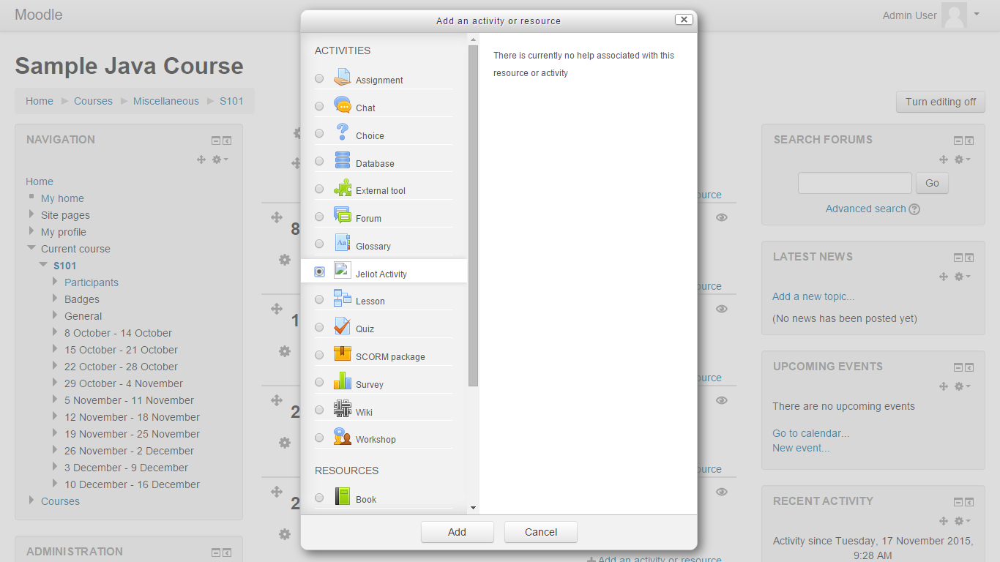 Moodle
Admin User
Sample Java Course
Home Courses Miscellaneous S101
Turn editing off
NAVIGATION
Home
My home
Site pages
My profile
Current course
S101
Participants
Badges
General
8 October - 14 October
15 October - 21 October
22 October - 28 October
29 October - 4 November
5 November - 11 November
12 November - 18 November
19 November - 25 November
26 November - 2 December
3 December - 9 December
10 December - 16 December
Courses
ADMINISTRATION
8
1
2
2
Add an activity or resource
ACTIVITIES
Assignment
Chat
Choice
Database
External tool
Forum
Aa
Glossary
Jeliot Activity
Lesson
Quiz
SCORM package
Survey
Wiki
Workshop
RESOURCES
Book
There is currently no help associated with this
resource or activity
Add
Cancel
ource
ource
ource
ource
Add an activity or resource
SEARCH FORUMS
Go
Advanced search ?
LATEST NEWS
Add a new topic...
(No news has been posted yet)
UPCOMING EVENTS
There are no upcoming events
Go to calendar...
New event...
RECENT ACTIVITY
Activity since Tuesday, 17 November 2015,
9:28 AM